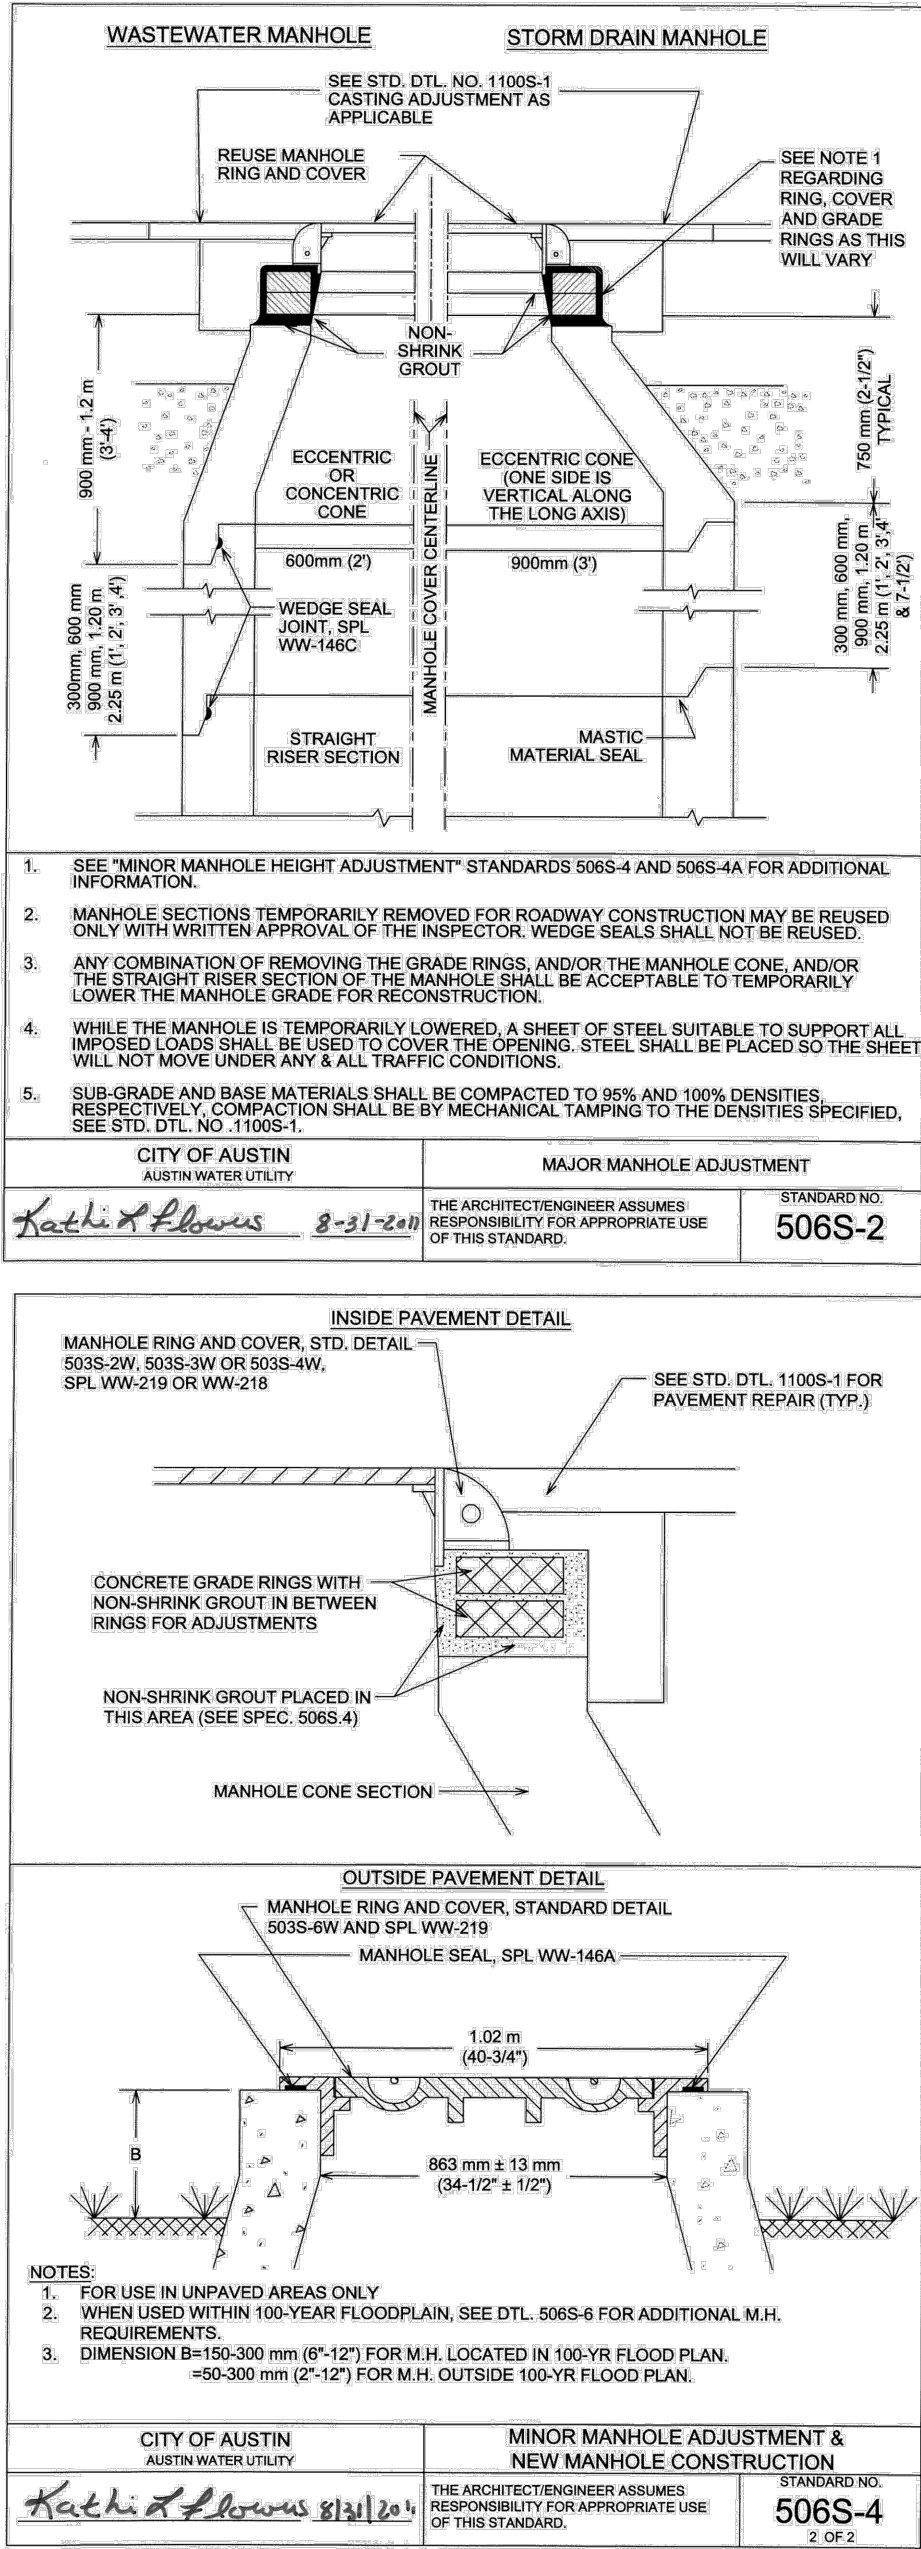 WASTEWATER MANHOLE
STORM DRAIN MANHOLE
SEE STD. DTL. NO. 1100S-1
CASTING ADJUSTMENT AS
APPLICABLE
REUSE MANHOLE
RING AND COVER
SEE NOTE 1
REGARDING
RING, COVER
AND GRADE
RINGS AS THIS
WILL VARY
NON-
SHRINK
GROUT
900 mm - 1.2 m
(3'-4')
750 mm (2-1/2")
TYPICAL
ECCENTRIC
OR
CONCENTRIC
CONE
MANHOLE COVER CENTERLINE
ECCENTRIC CONE
(ONE SIDE IS
VERTICAL ALONG
THE LONG AXIS)
600mm (2')
900mm (3')
300mm, 600 mm
900 mm, 1.20 m
2.25 m (1', 2', 3' ,4')
WEDGE SEAL
JOINT, SPL
WW-146C
300 mm, 600 mm,
900 mm, 1.20 m
2.25 m (1', 2', 3',4'
& 7-1/2')
STRAIGHT
RISER SECTION
MASTIC
MATERIAL SEAL
1. SEE "MINOR MANHOLE HEIGHT ADJUSTMENT" STANDARDS 506S-4 AND 506S-4A FOR ADDITIONAL
INFORMATION.
2. MANHOLE SECTIONS TEMPORARILY REMOVED FOR ROADWAY CONSTRUCTION MAY BE REUSED
ONLY WITH WRITTEN APPROVAL OF THE INSPECTOR. WEDGE SEALS SHALL NOT BE REUSED.
3. ANY COMBINATION OF REMOVING THE GRADE RINGS, AND/OR THE MANHOLE CONE, AND/OR
THE STRAIGHT RISER SECTION OF THE MANHOLE SHALL BE ACCEPTABLE TO TEMPORARILY
LOWER THE MANHOLE GRADE FOR RECONSTRUCTION.
4. WHILE THE MANHOLE IS TEMPORARILY LOWERED, A SHEET OF STEEL SUITABLE TO SUPPORT ALL
IMPOSED LOADS SHALL BE USED TO COVER THE OPENING. STEEL SHALL BE PLACED SO THE SHEET
WILL NOT MOVE UNDER ANY & ALL TRAFFIC CONDITIONS.
5. SUB-GRADE AND BASE MATERIALS SHALL BE COMPACTED TO 95% AND 100% DENSITIES,
RESPECTIVELY, COMPACTION SHALL BE BY MECHANICAL TAMPING TO THE DENSITIES SPECIFIED,
SEE STD. DTL. NO .1100S-1.
CITY OF AUSTIN
AUSTIN WATER UTILITY
MAJOR MANHOLE ADJUSTMENT
Kathi L Flowers 8-31-2011
THE ARCHITECT/ENGINEER ASSUMES
RESPONSIBILITY FOR APPROPRIATE USE
OF THIS STANDARD.
STANDARD NO.
506S-2
INSIDE PAVEMENT DETAIL
MANHOLE RING AND COVER, STD. DETAIL
503S-2W, 503S-3W OR 503S-4W,
SPL WW-219 OR WW-218
SEE STD. DTL. 1100S-1 FOR
PAVEMENT REPAIR (TYP.)
CONCRETE GRADE RINGS WITH
NON-SHRINK GROUT IN BETWEEN
RINGS FOR ADJUSTMENTS
NON-SHRINK GROUT PLACED IN
THIS AREA (SEE SPEC. 506S.4)
MANHOLE CONE SECTION
OUTSIDE PAVEMENT DETAIL
MANHOLE RING AND COVER, STANDARD DETAIL
503S-6W AND SPL WW-219
MANHOLE SEAL, SPL WW-146A
1.02 m
(40-3/4")
B
863 mm ± 13 mm
(34-1/2" ± 1/2")
NOTES:
1. FOR USE IN UNPAVED AREAS ONLY
2. WHEN USED WITHIN 100-YEAR FLOODPLAIN, SEE DTL. 506S-6 FOR ADDITIONAL M.H.
REQUIREMENTS.
3. DIMENSION B=150-300 mm (6"-12") FOR M.H. LOCATED IN 100-YR FLOOD PLAN.
=50-300 mm (2"-12") FOR M.H. OUTSIDE 100-YR FLOOD PLAN.
CITY OF AUSTIN
AUSTIN WATER UTILITY
MINOR MANHOLE ADJUSTMENT &
NEW MANHOLE CONSTRUCTION
Kathi L Flowers
THE ARCHITECT/ENGINEER ASSUMES
RESPONSIBILITY FOR APPROPRIATE USE
OF THIS STANDARD.
STANDARD NO.
506S-4
2 OF 2